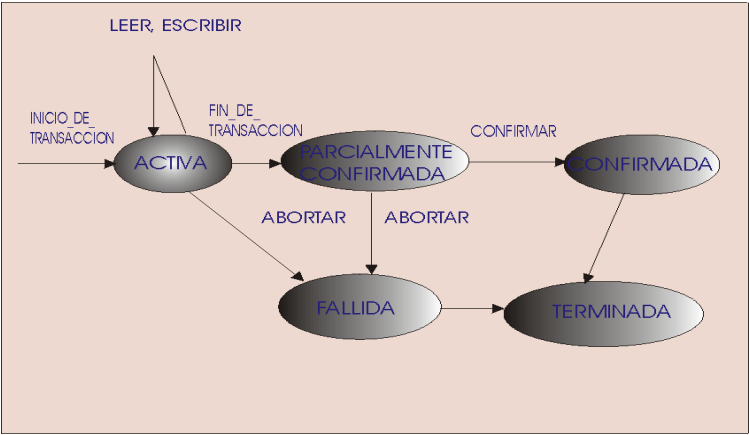 LEER, ESCRIBIR
INICIO_DE_
TRANSACCION
FIN_DE_
TRANSACCION
CONFIRMAR
ACTIVA
PARCIALMENTE
CONFIRMADA
CONFIRMADA
ABORTAR
ABORTAR
FALLIDA
TERMINADA